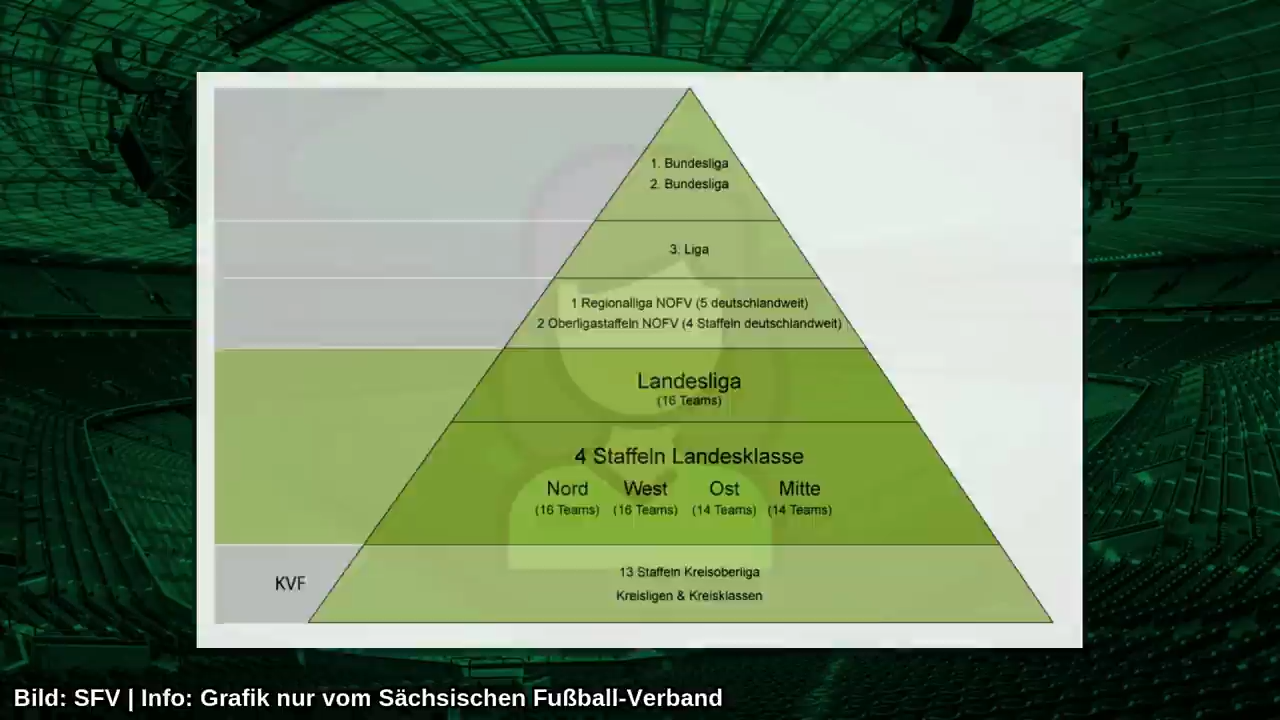 1. Bundesliga
2. Bundesliga
3. Liga
1 Regionalliga NOFV (5 deutschlandweit)
2 Oberligastaffeln NOFV (4 Staffeln deutschlandweit)
Landesliga
(16 Teams)
4 Staffeln Landesklasse
Nord West Ost Mitte
(16 Teams) (16 Teams) (14 Teams) (14 Teams)
KVF
13 Staffeln Kreisoberliga
Kreisligen & Kreisklassen
Bild: SFV | Info: Grafik nur vom Sächsischen Fußball-Verband